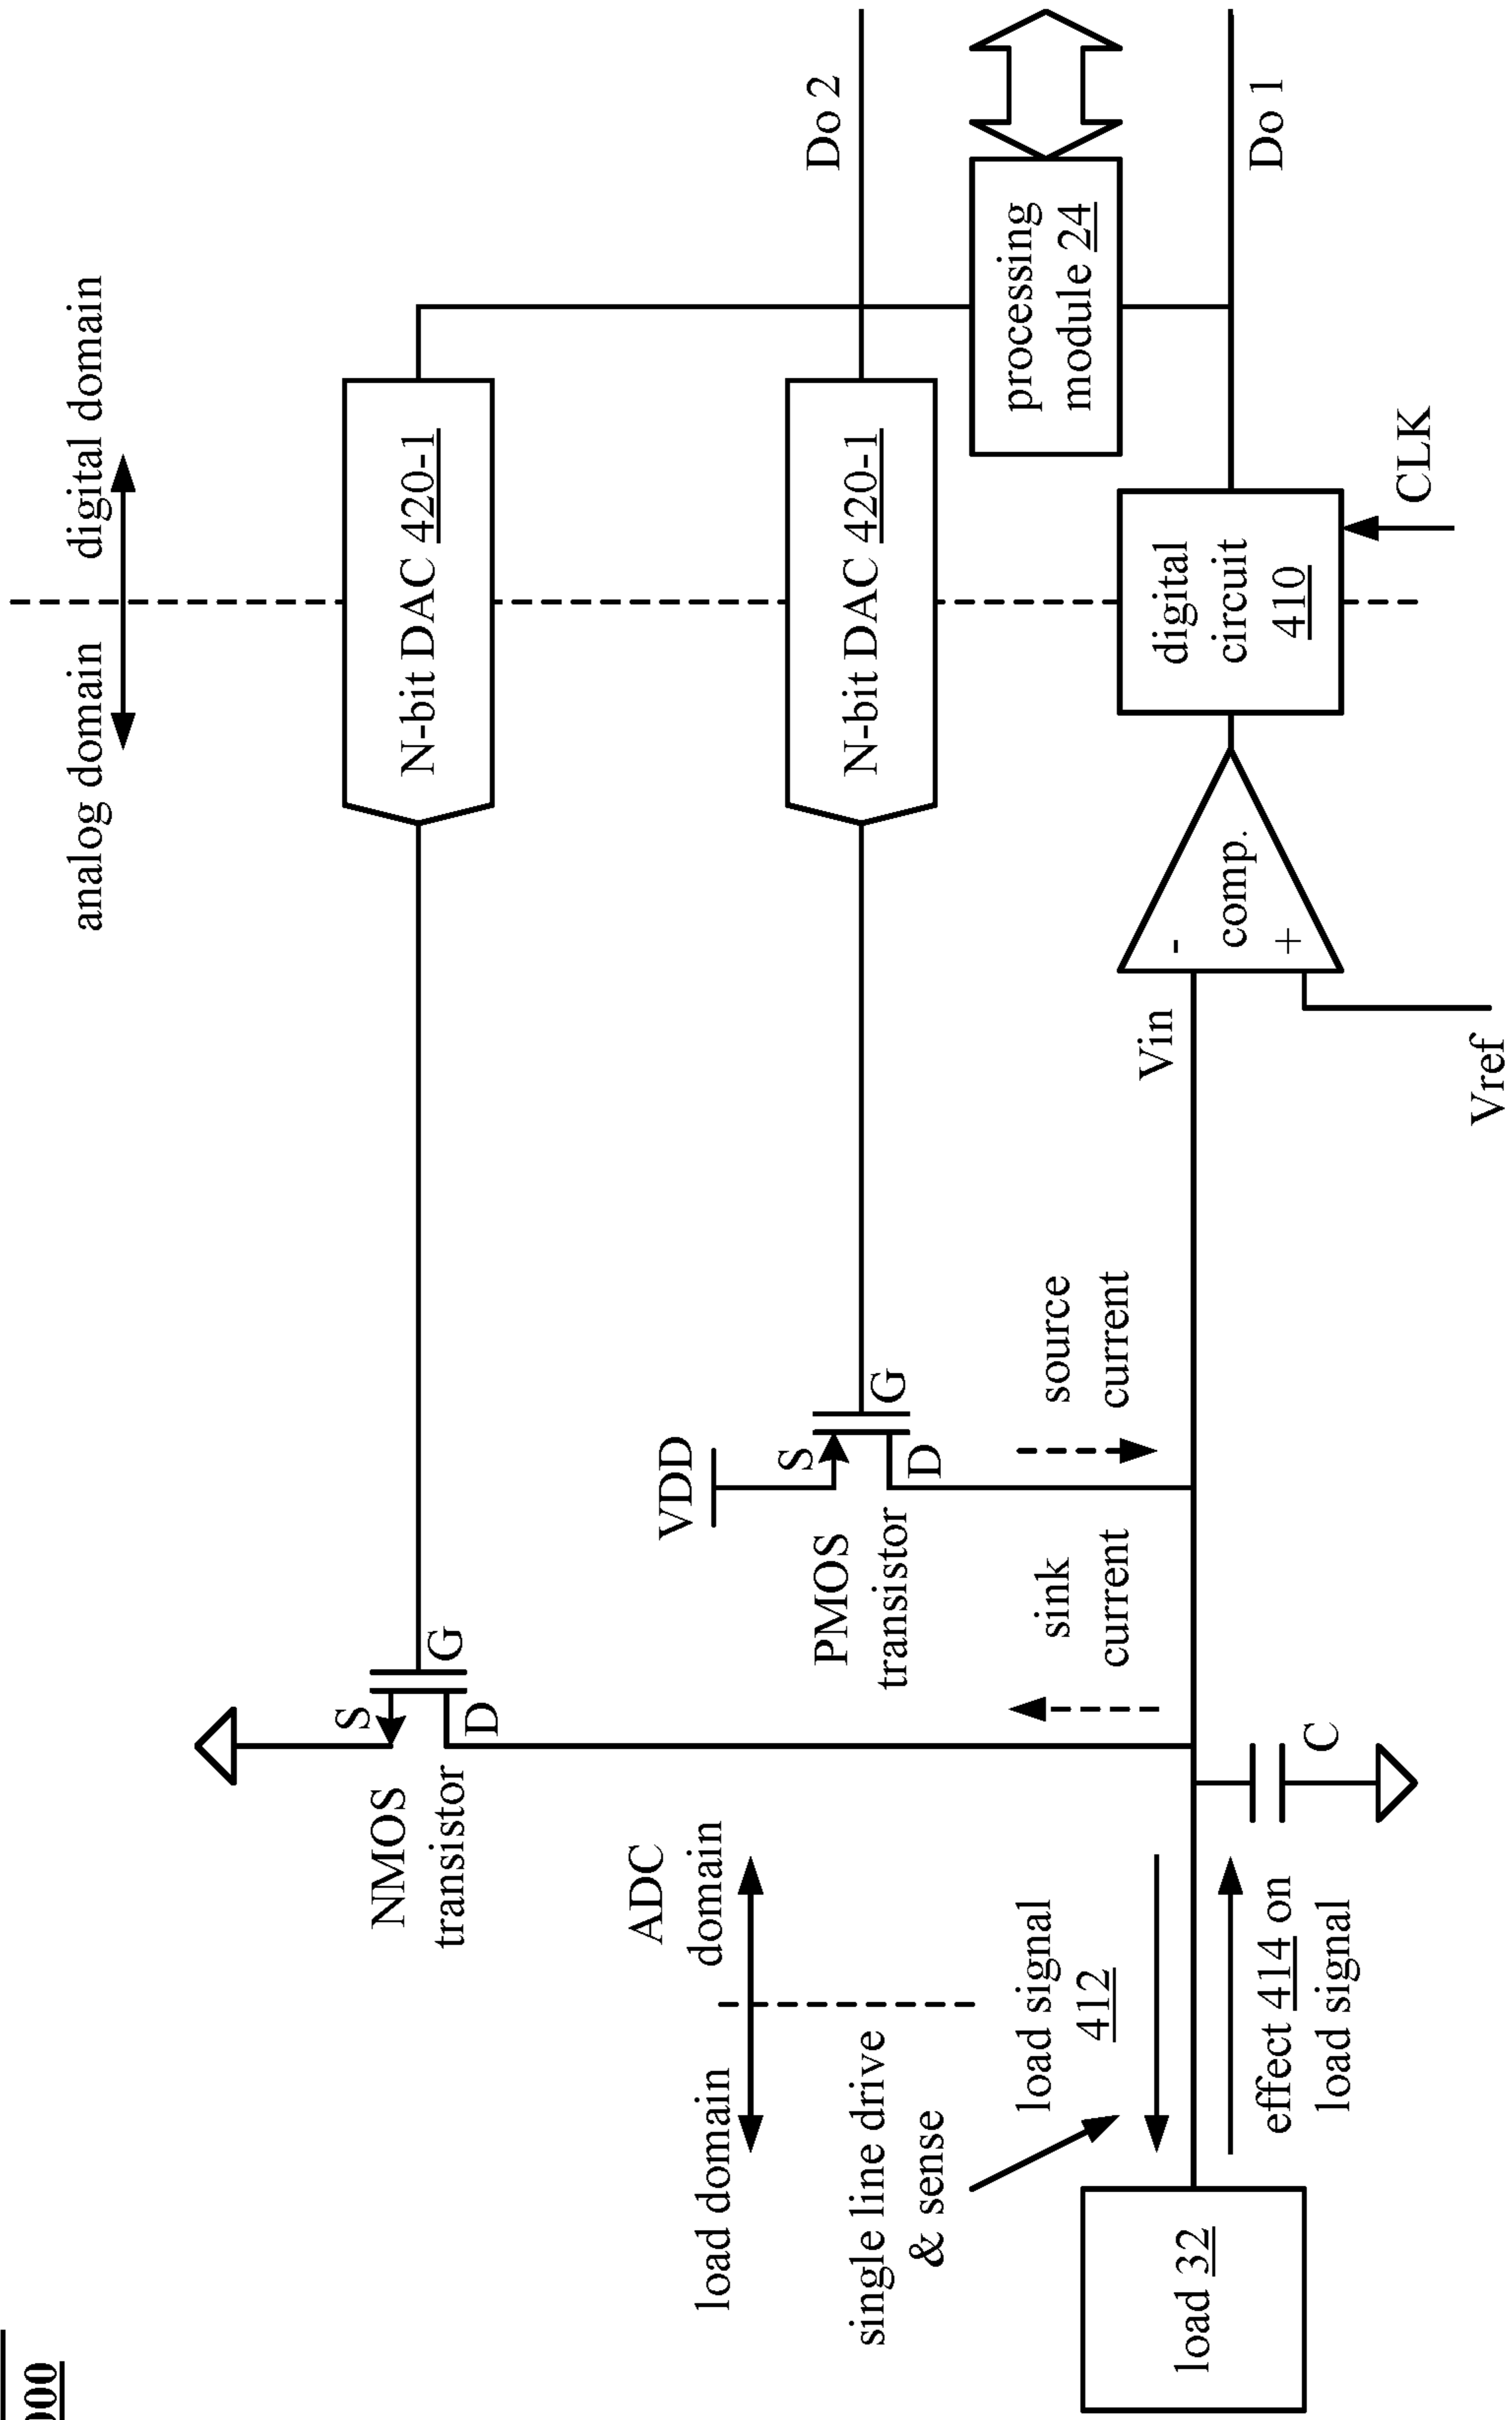 000
analog domain
digital domain
N-bit DAC 420-1
NMOS
transistor
S
G
D
VDD
PMOS
transistor
S
G
D
N-bit DAC 420-1
Do 2
ADC
domain
load domain
single line drive
& sense
load signal
412
sink
current
source
current
processing
module 24
load 32
effect 414 on
load signal
C
Vin
Vref
-
comp.
+
digital
circuit
410
CLK
Do 1